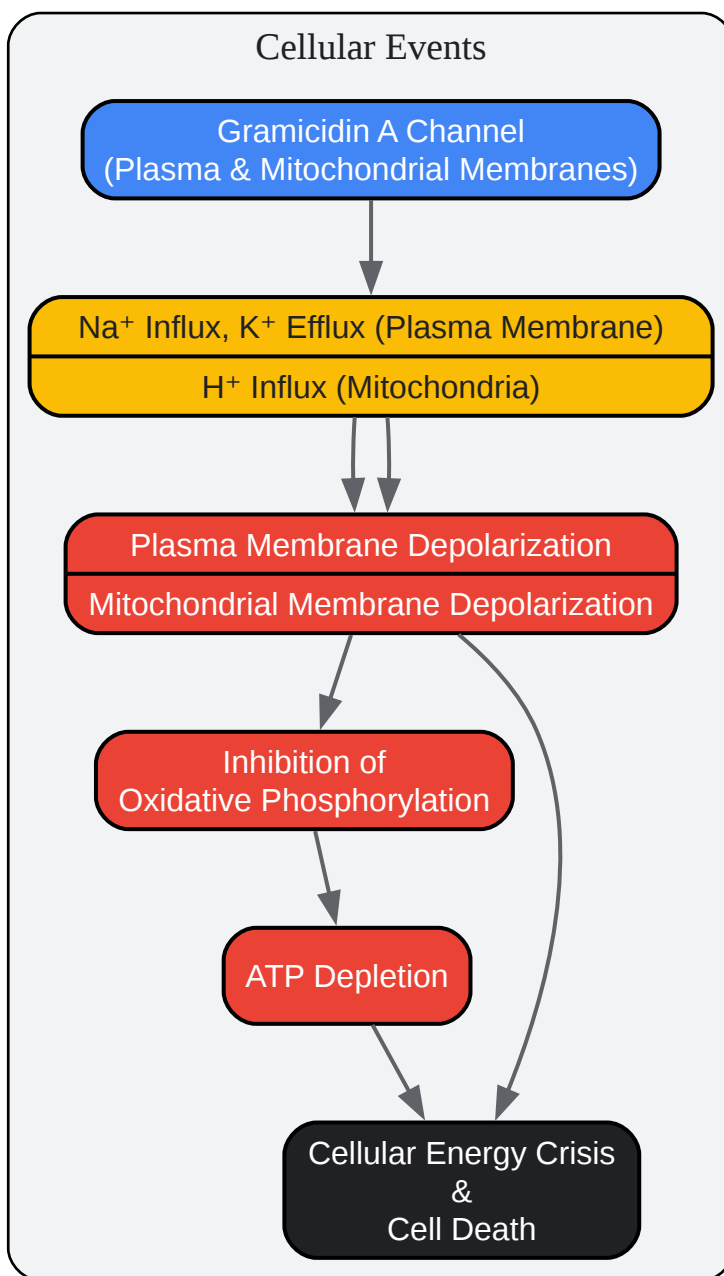 Cellular Events
Gramicidin A Channel
(Plasma & Mitochondrial Membranes)
Na⁺ Influx, K⁺ Efflux (Plasma Membrane)
H⁺ Influx (Mitochondria)
Plasma Membrane Depolarization
Mitochondrial Membrane Depolarization
Inhibition of
Oxidative Phosphorylation
ATP Depletion
Cellular Energy Crisis
&
Cell Death